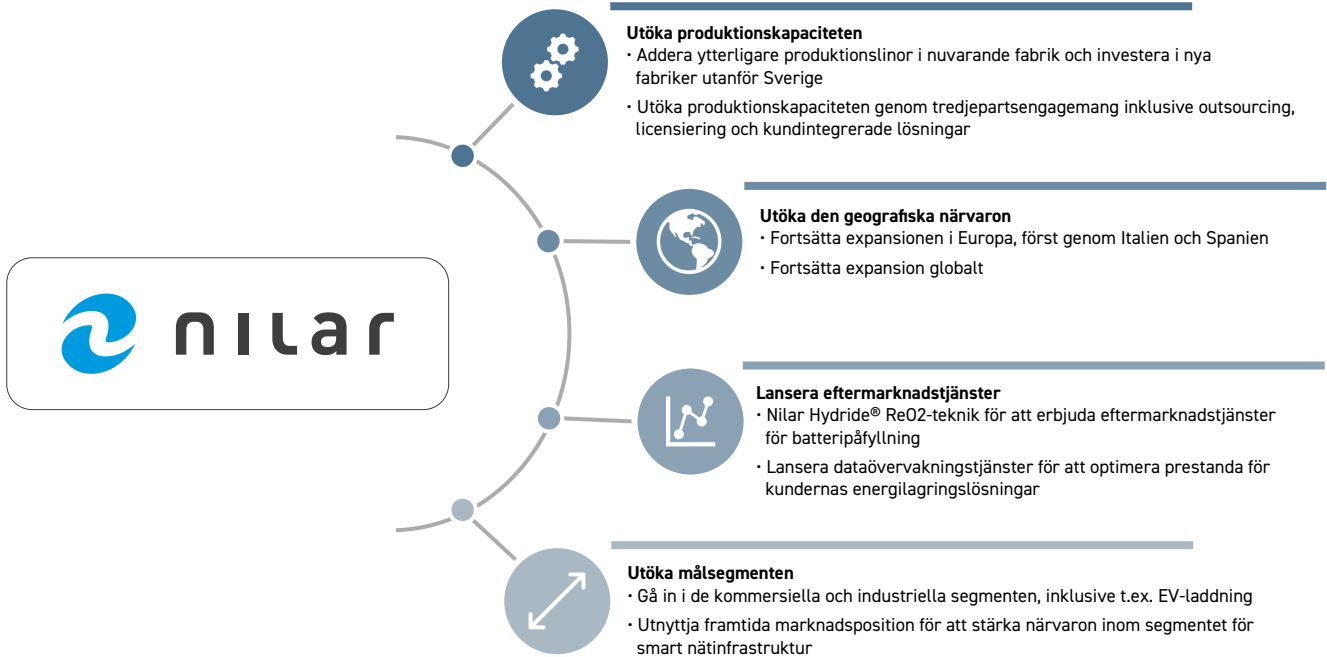 nilar
Utöka produktionskapaciteten
· Addera ytterligare produktionslinor i nuvarande fabrik och investera i nya
fabriker utanför Sverige
· Utöka produktionskapaciteten genom tredjepartsengagemang inklusive outsourcing,
licensiering och kundintegrerade lösningar
Utöka den geografiska närvaron
· Fortsätta expansionen i Europa, först genom Italien och Spanien
· Fortsätta expansion globalt
Lansera eftermarknadstjänster
· Nilar Hydride® ReO2-teknik för att erbjuda eftermarknadstjänster
för batteripåfyllning
· Lansera dataövervakningstjänster för att optimera prestanda för
kundernas energilagringslösningar
Utöka målsegmenten
· Gå in i de kommersiella och industriella segmenten, inklusive t.ex. EV-laddning
· Utnyttja framtida marknadsposition för att stärka närvaron inom segmentet för
smart nätinfrastruktur